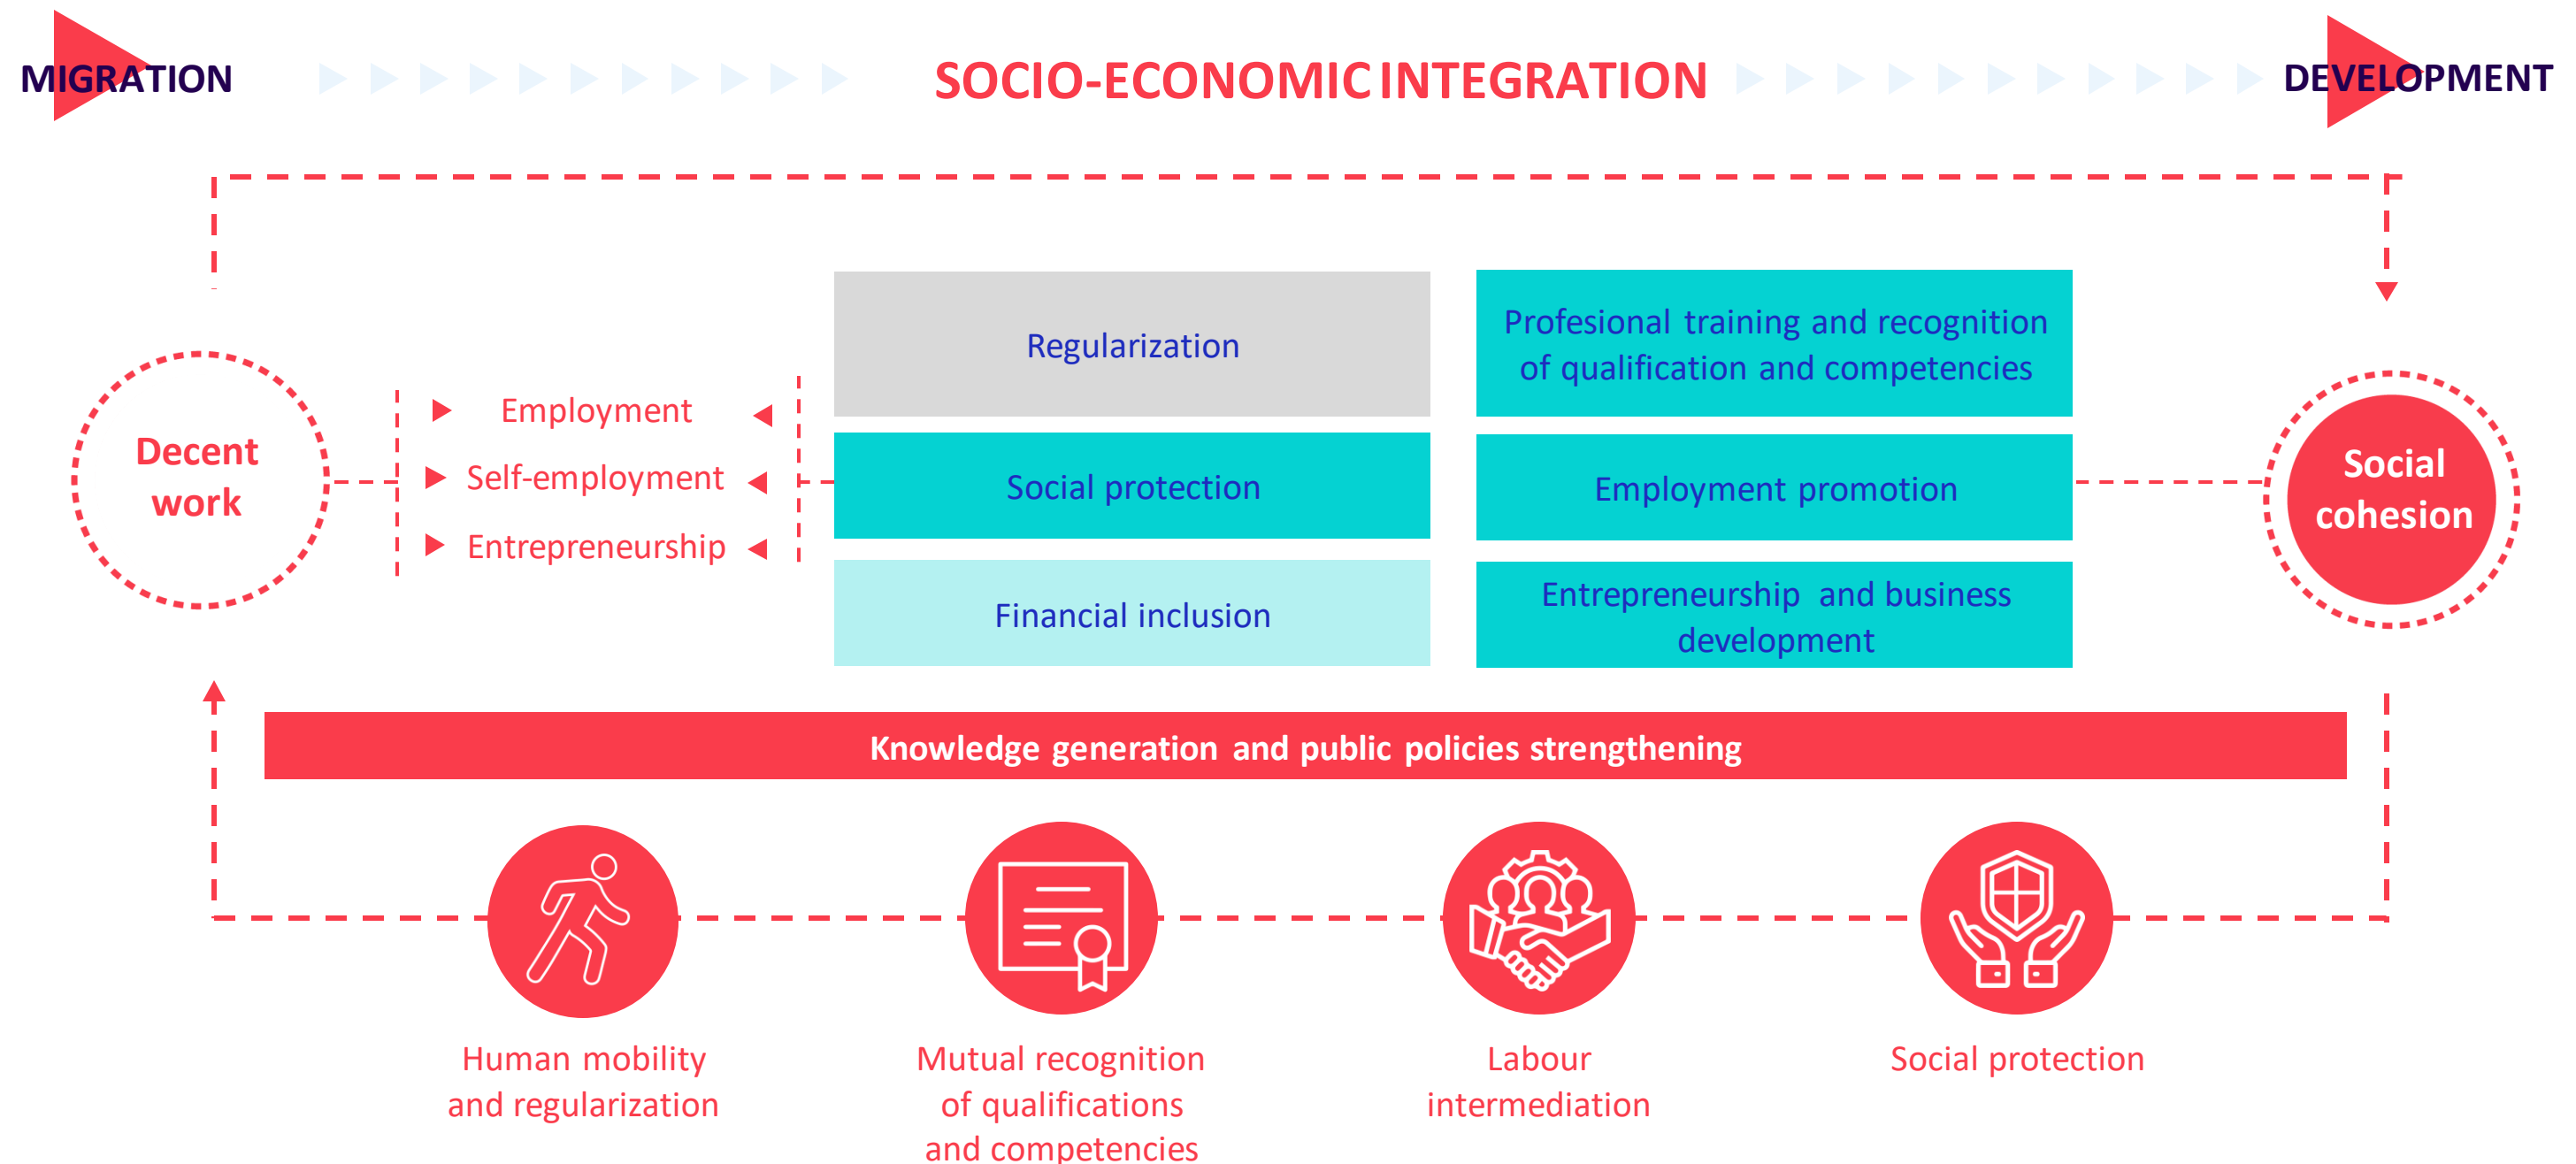 MIGRATION
SOCIO-ECONOMIC INTEGRATION
DEVELOPMENT
Decent
work
Employment
Self-employment
Entrepreneurship
Regularization
Social protection
Financial inclusion
Profesional training and recognition
of qualification and competencies
Employment promotion
Entrepreneurship and business
development
Social
cohesion
Knowledge generation and public policies strengthening
Human mobility
and regularization
Mutual recognition
of qualifications
and competencies
Labour
intermediation
Social protection